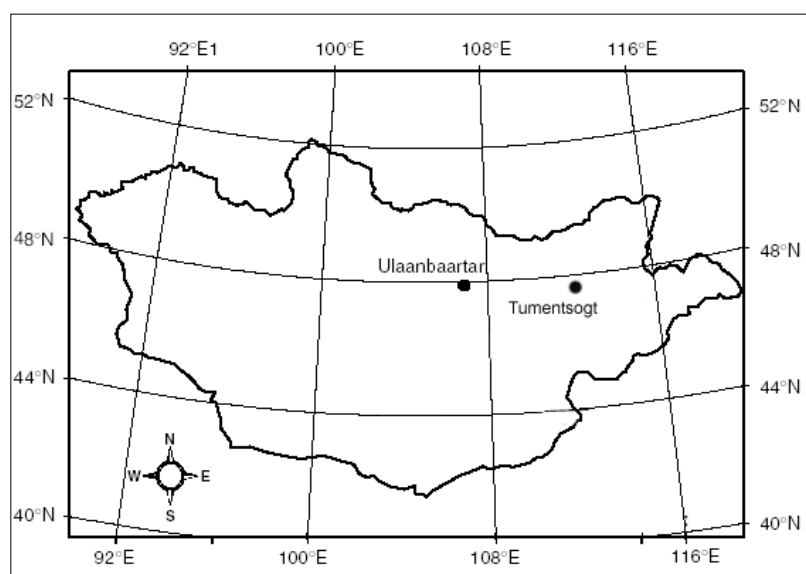 92°E1 100°E 108°E 116°E
52°N 52°N
48°N 48°N
Ulaanbaartar
Tumentsogt
44°N 44°N
N
W E
S
40°N 40°N
92°E 100°E 108°E 116°E